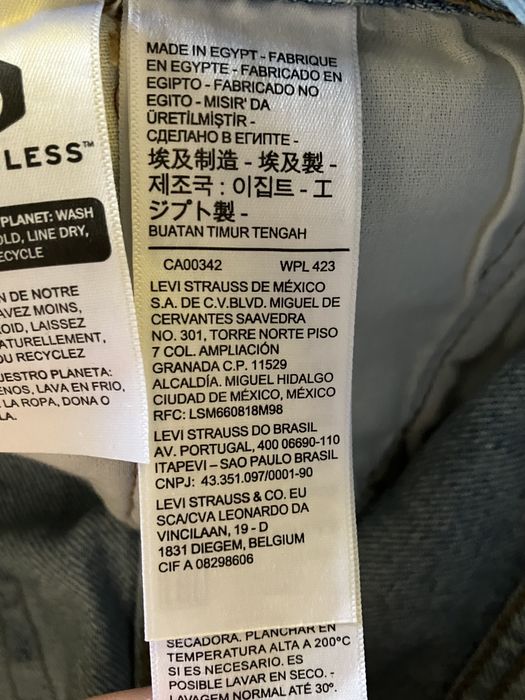 LESS™
PLANET: WASH
OLD, LINE DRY,
ECYCLE
N DE NOTRE
AVEZ MOINS,
ROID, LAISSEZ
ATURELLEMENT,
OU RECYCLEZ
UESTRO PLANETA:
ENOS, LAVA EN FRIO,
LA ROPA, DONA O
LA.
MADE IN EGYPT - FABRIQUE
EN EGYPTE - FABRICADO EN
EGIPTO - FABRICADO NO
EGITO - MISIR' DA
ÜRETİLMİŞTİR -
СДЕЛАНО В ЕГИПТЕ -
埃及制造 - 埃及製 -
제조국 : 이집트 - エ
ジプト製 -
BUATAN TIMUR TENGAH
CA00342 WPL 423
LEVI STRAUSS DE MÉXICO
S.A. DE C.V.BLVD. MIGUEL DE
CERVANTES SAAVEDRA
NO. 301, TORRE NORTE PISO
7 COL. AMPLIACIÓN
GRANADA C.P. 11529
ALCALDÍA. MIGUEL HIDALGO
CIUDAD DE MÉXICO, MÉXICO
RFC: LSM660818M98
LEVI STRAUSS DO BRASIL
AV. PORTUGAL, 400 06690-110
ITAPEVI – SAO PAULO BRASIL
CNPJ: 43.351.097/0001-90
LEVI STRAUSS & CO. EU
SCA/CVA LEONARDO DA
VINCILAAN, 19 - D
1831 DIEGEM, BELGIUM
CIF A 08298606
SECADORA. PLANCHAR EN
TEMPERATURA ALTA A 200°C
SI ES NECESARIO. ES
POSIBLE LAVAR EN SECO. -
LAVAGEM NORMAL ATÉ 30°.